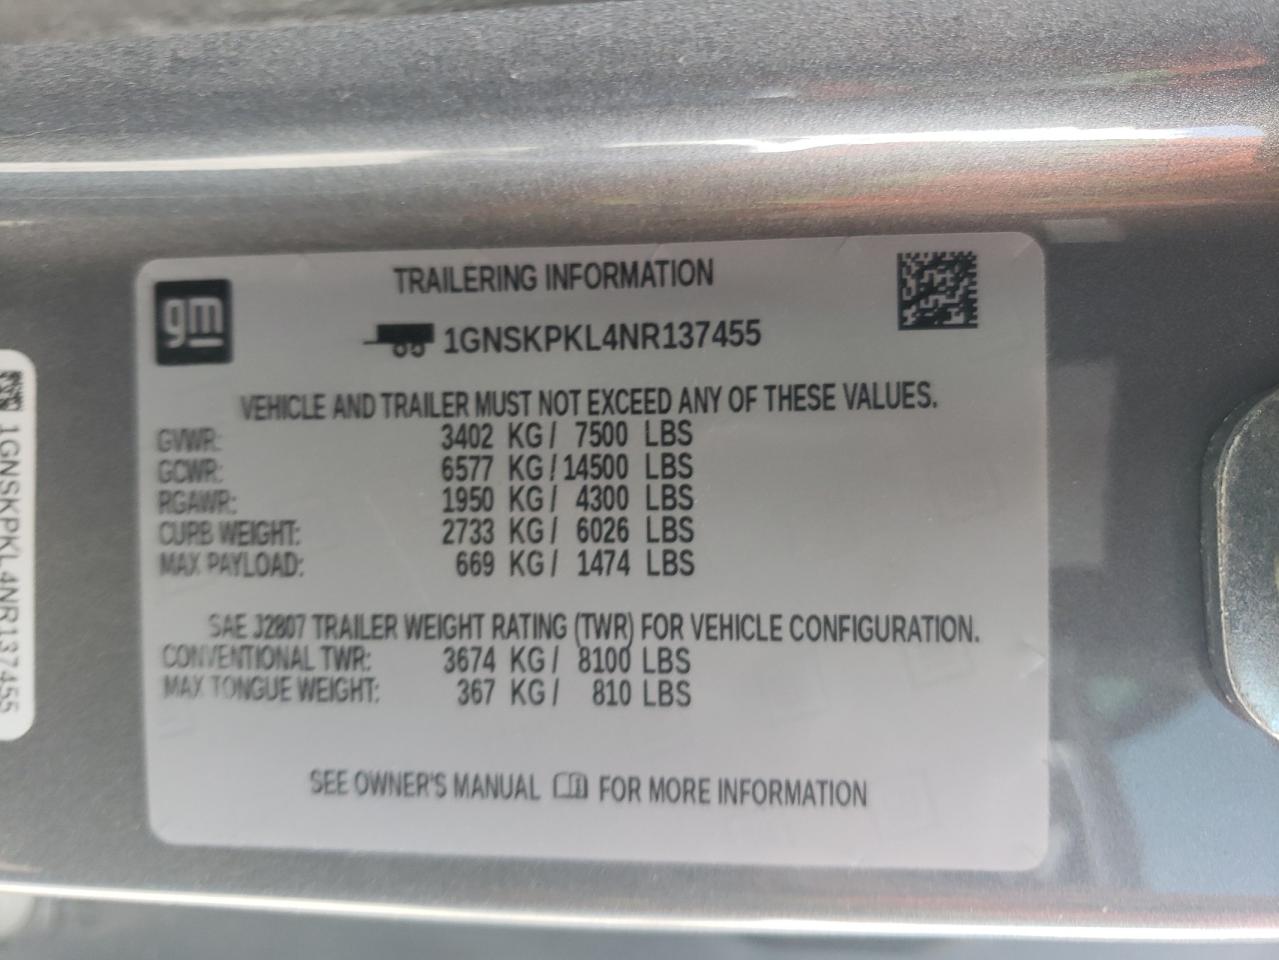 gm
TRAILERING INFORMATION
1GNSKPKL4NR137455
VEHICLE AND TRAILER MUST NOT EXCEED ANY OF THESE VALUES.
GVWR: 3402 KG / 7500 LBS
GCWR: 6577 KG / 14500 LBS
RGAWR: 1950 KG / 4300 LBS
CURB WEIGHT: 2733 KG / 6026 LBS
MAX PAYLOAD: 669 KG / 1474 LBS
SAE J2807 TRAILER WEIGHT RATING (TWR) FOR VEHICLE CONFIGURATION.
CONVENTIONAL TWR: 3674 KG / 8100 LBS
MAX TONGUE WEIGHT: 367 KG / 810 LBS
SEE OWNER'S MANUAL FOR MORE INFORMATION
1GNSKPKL4NR137455